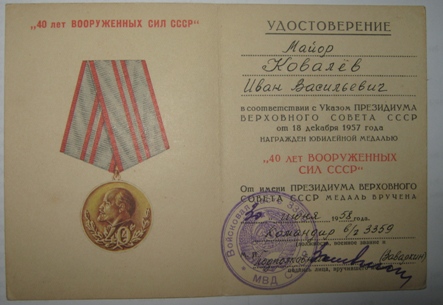 „40 лет ВООРУЖЕННЫХ СИЛ СССР"
40
УДОСТОВЕРЕНИЕ
Майор
Ковалёв
Иван Васильевич
в соответствии с Указом ПРЕЗИДИУМА
ВЕРХОВНОГО СОВЕТА СССР
от 18 декабря 1957 года
НАГРАЖДЕН ЮБИЛЕЙНОЙ МЕДАЛЬЮ
„40 лет ВООРУЖЕННЫХ
СИЛ СССР"
От имени ПРЕЗИДИУМА ВЕРХОВНОГО
СОВЕТА СССР МЕДАЛЬ ВРУЧЕНА
июня 1958 года.
Командир в/ч 3359
Войсковая
МВД